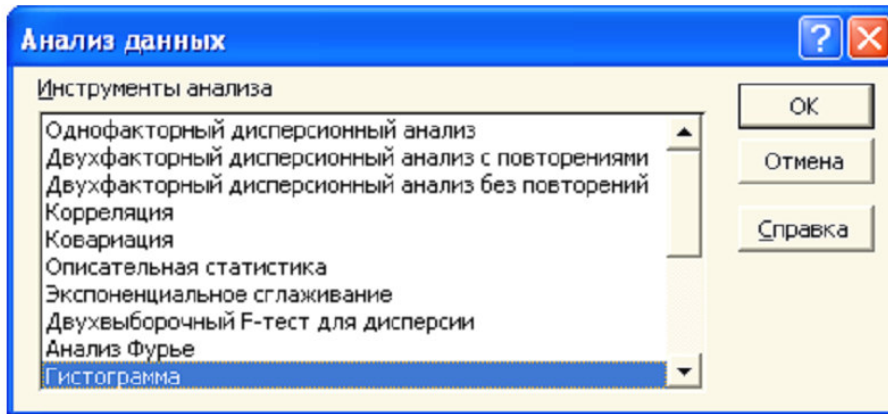 Анализ данных
Инструменты анализа
Однофакторный дисперсионный анализ
Двухфакторный дисперсионный анализ с повторениями
Двухфакторный дисперсионный анализ без повторений
Корреляция
Ковариация
Описательная статистика
Экспоненциальное сглаживание
Двухвыборочный F-тест для дисперсии
Анализ Фурье
Гистограмма
ОК
Отмена
Справка